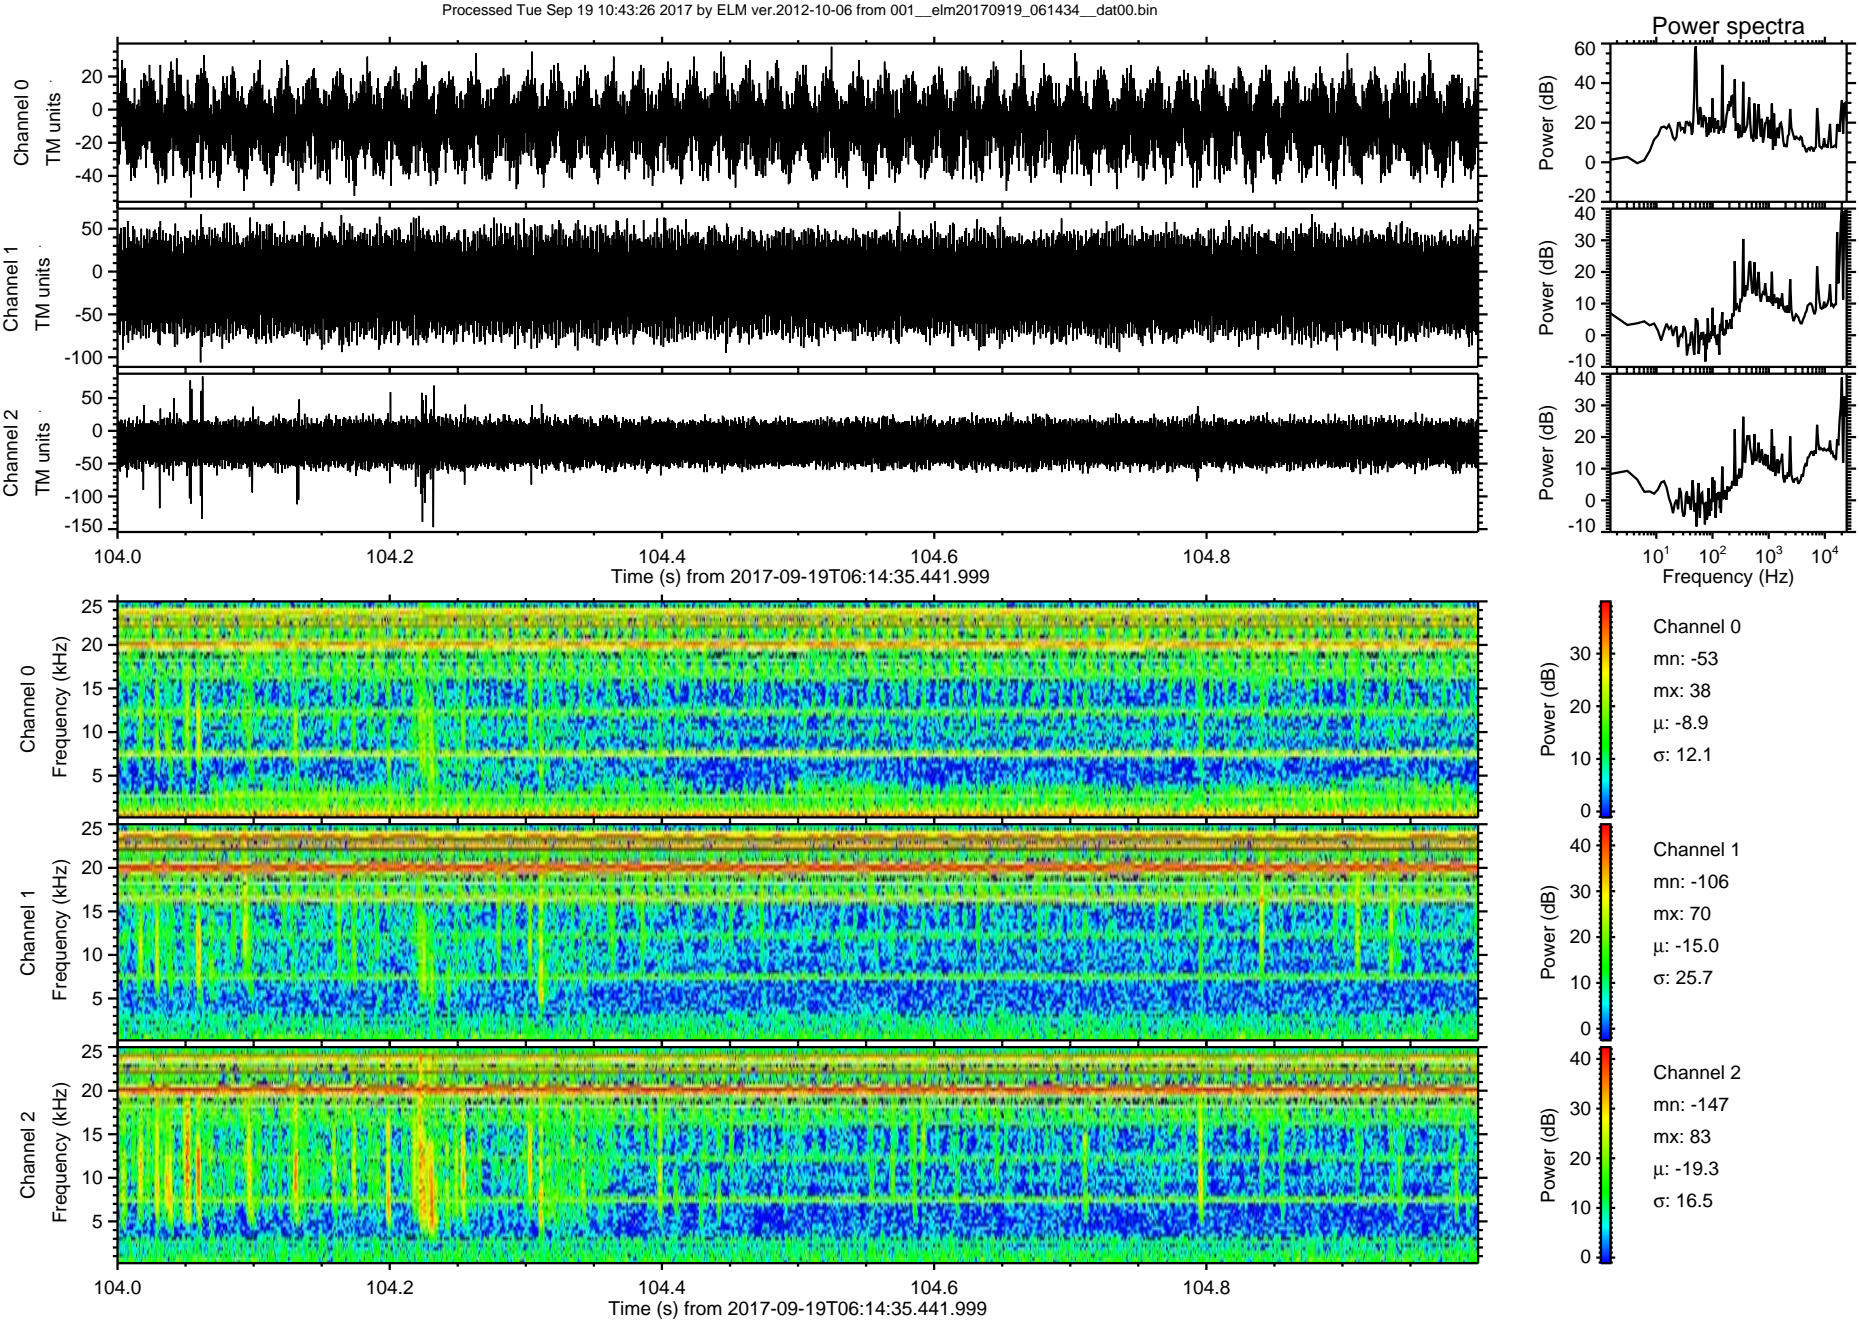 Processed Tue Sep 19 10:43:26 2017 by ELM ver.2012-10-06 from 001__elm20170919_061434__dat00.bin
Power spectra
Channel 0
TM units
20
0
-20
-40
Power (dB)
60
40
20
0
-20
Channel 1
TM units
50
0
-50
-100
Power (dB)
40
30
20
10
0
-10
Channel 2
TM units
50
0
-50
-100
-150
Power (dB)
40
30
20
10
0
-10
104.0 104.2 104.4 104.6 104.8
Time (s) from 2017-09-19T06:14:35.441.999
10¹ 10² 10³ 10⁴
Frequency (Hz)
Channel 0
Frequency (kHz)
25
20
15
10
5
Power (dB)
30
20
10
0
Channel 0
mn: -53
mx: 38
μ: -8.9
σ: 12.1
Channel 1
Frequency (kHz)
25
20
15
10
5
Power (dB)
40
30
20
10
0
Channel 1
mn: -106
mx: 70
μ: -15.0
σ: 25.7
Channel 2
Frequency (kHz)
25
20
15
10
5
Power (dB)
40
30
20
10
0
Channel 2
mn: -147
mx: 83
μ: -19.3
σ: 16.5
104.0 104.2 104.4 104.6 104.8
Time (s) from 2017-09-19T06:14:35.441.999